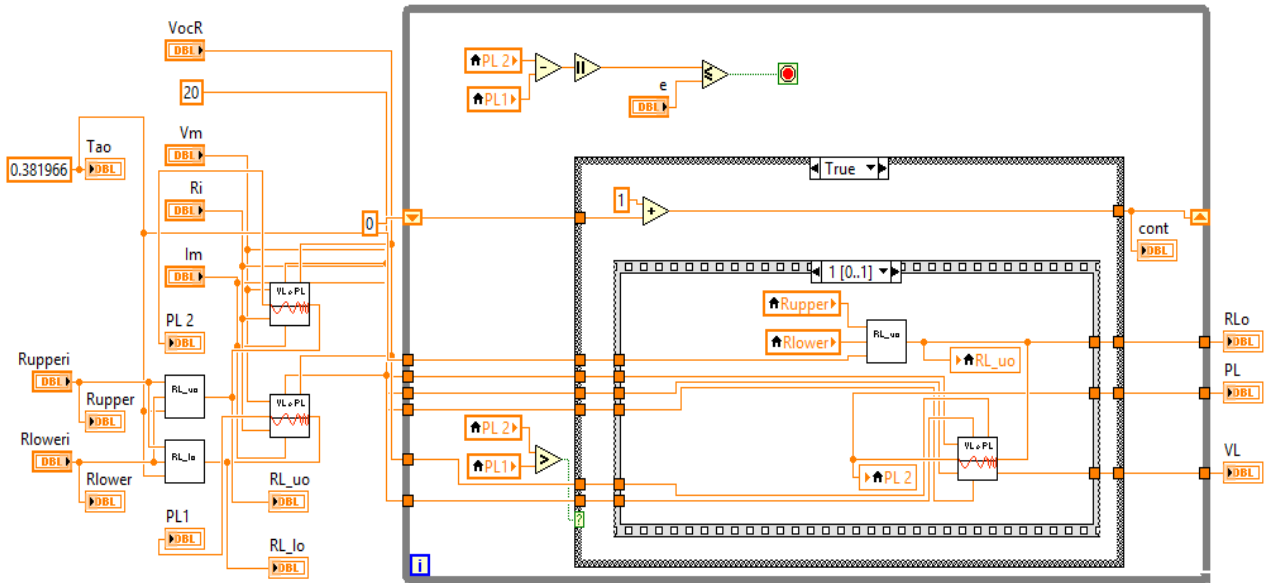 VocR
DBL
20
PL 2
PL1
e
DBL
Vm
DBL
Tao
0.381966
DBL
True
Ri
DBL
1
0
cont
DBL
Im
DBL
VL & PL
1 [0..1]
Rupper
PL 2
DBL
RL_uo
RLo
DBL
Rlower
RL_uo
Rupperi
DBL
RL_uo
PL
DBL
Rupper
DBL
VL & PL
PL 2
PL1
Rloweri
DBL
RL_lo
VL & PL
VL
DBL
PL 2
Rlower
DBL
RL_uo
DBL
?
PL1
DBL
RL_lo
DBL
i